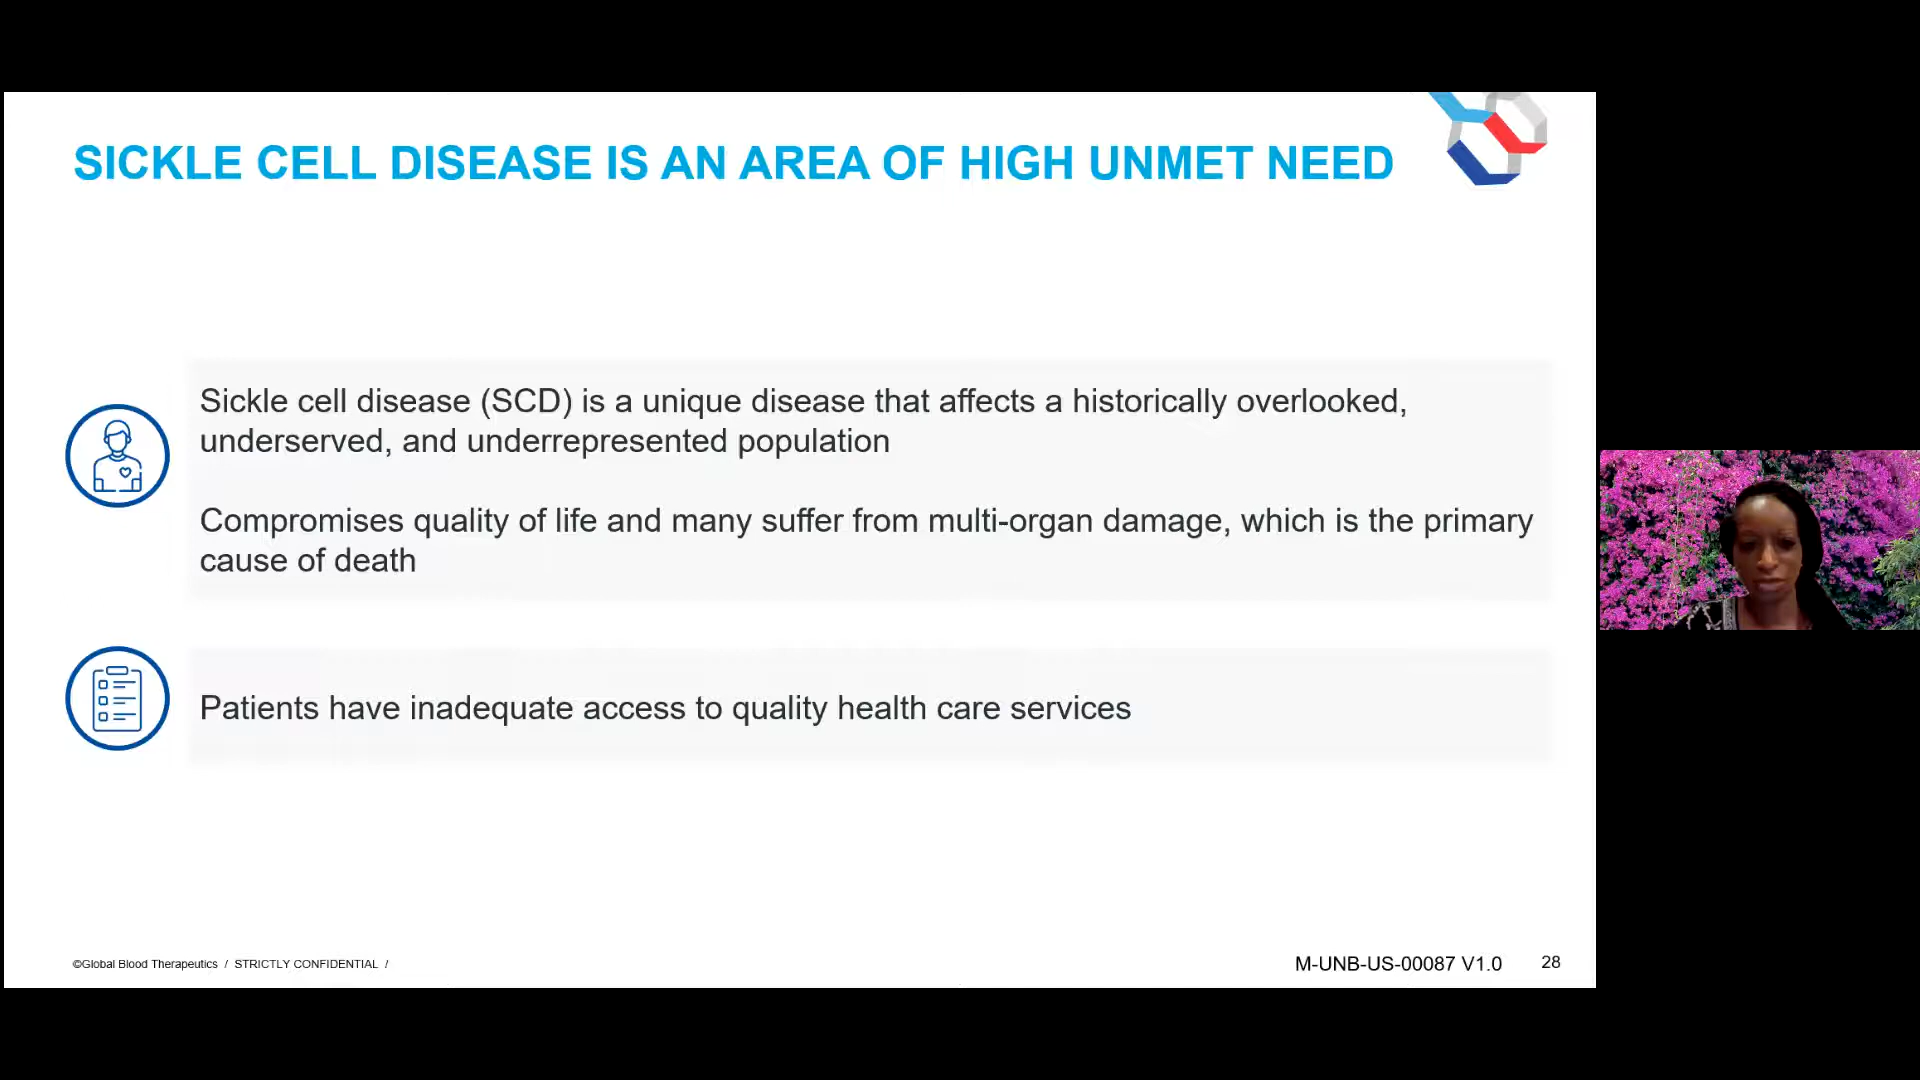 SICKLE CELL DISEASE IS AN AREA OF HIGH UNMET NEED
Sickle cell disease (SCD) is a unique disease that affects a historically overlooked,
underserved, and underrepresented population
Compromises quality of life and many suffer from multi-organ damage, which is the primary
cause of death
Patients have inadequate access to quality health care services
©Global Blood Therapeutics / STRICTLY CONFIDENTIAL /
M-UNB-US-00087 V1.0
28